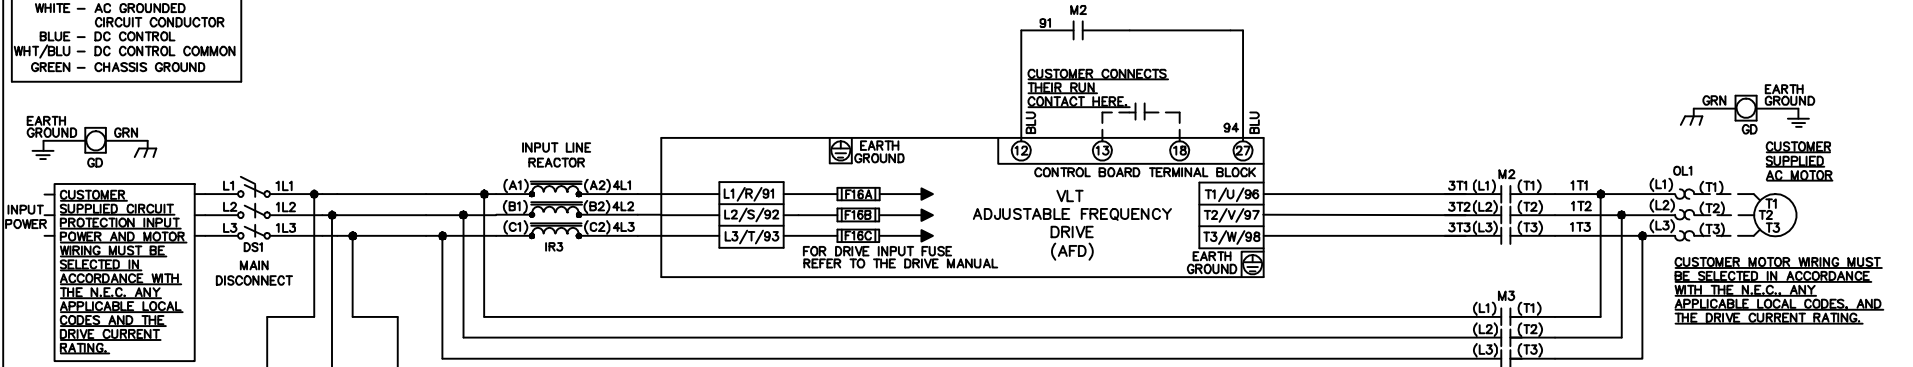 WHITE – AC GROUNDED
CIRCUIT CONDUCTOR
BLUE – DC CONTROL
WHT/BLU – DC CONTROL COMMON
GREEN – CHASSIS GROUND
EARTH
GROUND
GRN
GD
INPUT
POWER
CUSTOMER
SUPPLIED CIRCUIT
PROTECTION INPUT
POWER AND MOTOR
WIRING MUST BE
SELECTED IN
ACCORDANCE WITH
THE N.E.C. ANY
APPLICABLE LOCAL
CODES AND THE
DRIVE CURRENT
RATING.
L1 1L1
L2 1L2
L3 1L3
DS1
MAIN
DISCONNECT
INPUT LINE
REACTOR
(A1) (A2) 4L1
(B1) (B2) 4L2
(C1) (C2) 4L3
IR3
L1/R/91
L2/S/92
L3/T/93
EARTH
GROUND
F16A
F16B
F16C
FOR DRIVE INPUT FUSE
REFER TO THE DRIVE MANUAL
91
M2
CUSTOMER CONNECTS
THEIR RUN
CONTACT HERE.
BLU
94
BLU
12 13 18 27
CONTROL BOARD TERMINAL BLOCK
VLT
ADJUSTABLE FREQUENCY
DRIVE
(AFD)
T1/U/96
T2/V/97
T3/W/98
EARTH
GROUND
M2
3T1 (L1) (T1) 1T1
3T2 (L2) (T2) 1T2
3T3 (L3) (T3) 1T3
M3
(L1) (T1)
(L2) (T2)
(L3) (T3)
OL1
(L1) (T1)
(L2) (T2)
(L3) (T3)
T1
T2
T3
GRN
GD
EARTH
GROUND
CUSTOMER
SUPPLIED
AC MOTOR
CUSTOMER MOTOR WIRING MUST
BE SELECTED IN ACCORDANCE
WITH THE N.E.C., ANY
APPLICABLE LOCAL CODES, AND
THE DRIVE CURRENT RATING.